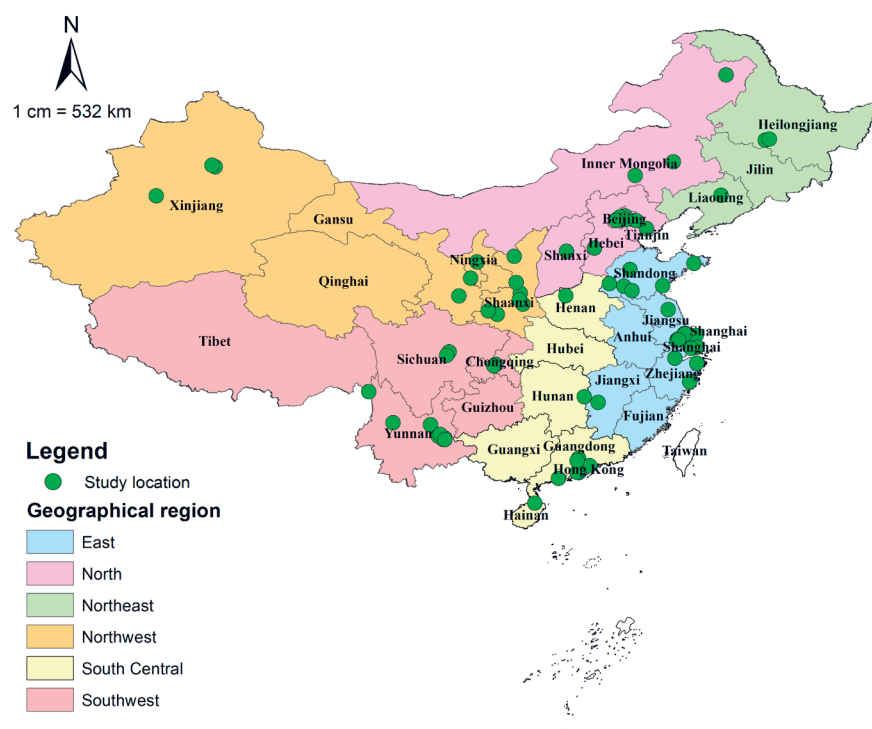 N
1 cm = 532 km
Heilongjiang
Inner Mongolia
Jilin
Liaoning
Xinjiang
Gansu
Beijing
Tianjin
Hebei
Shanxi
Ningxia
Qinghai
Shandong
Shaanxi
Henan
Jiangsu
Anhui
Shanghai
Shanghai
Tibet
Hubei
Sichuan
Chongqing
Zhejiang
Jiangxi
Hunan
Guizhou
Fujian
Yunnan
Guangxi
Guangdong
Taiwan
Hong Kong
Hainan
Legend
Study location
Geographical region
East
North
Northeast
Northwest
South Central
Southwest